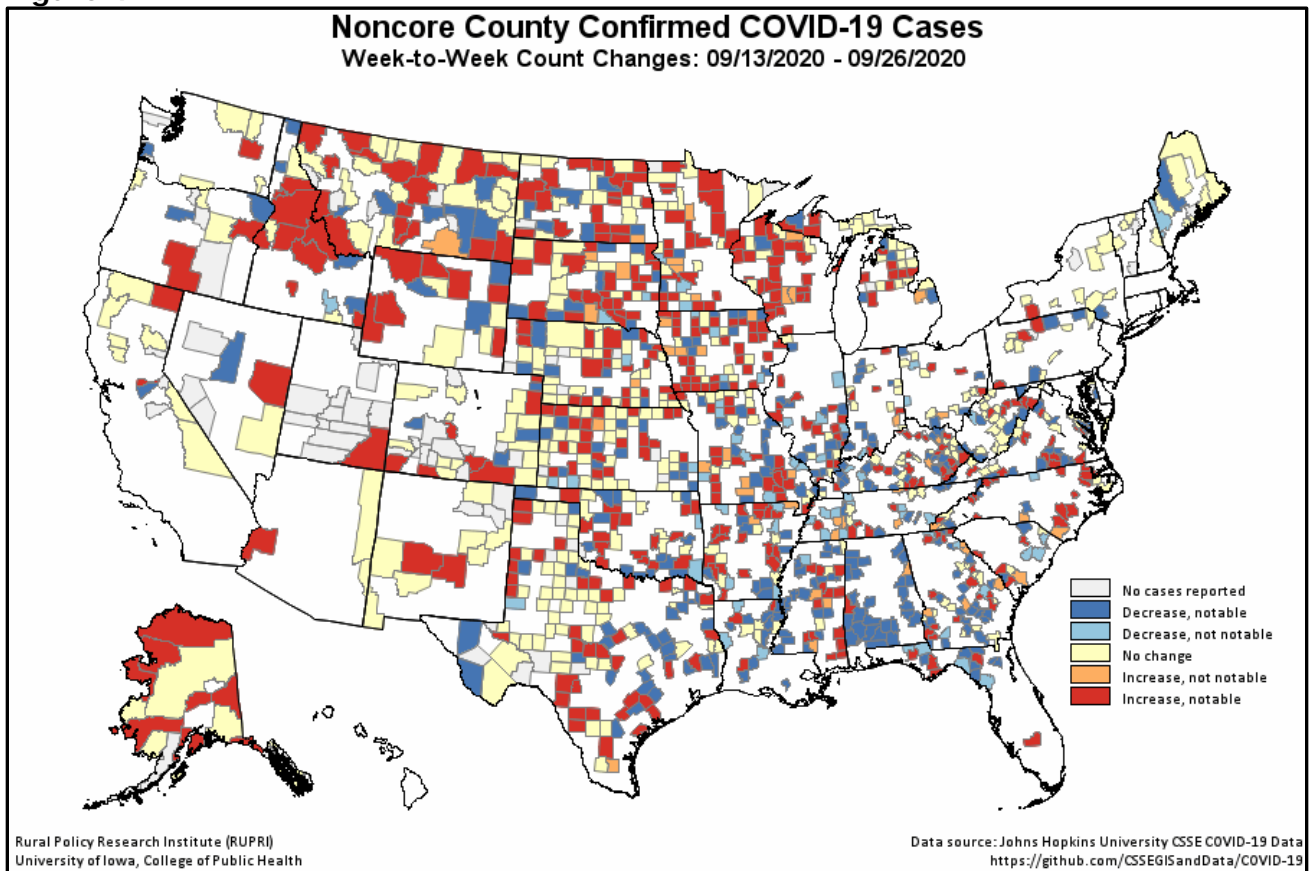 Noncore County Confirmed COVID-19 Cases
Week-to-Week Count Changes: 09/13/2020 - 09/26/2020
No cases reported
Decrease, notable
Decrease, not notable
No change
Increase, not notable
Increase, notable
Rural Policy Research Institute (RUPRI)
University of Iowa, College of Public Health
Data source: Johns Hopkins University CSSE COVID-19 Data
https://github.com/CSSEGISandData/COVID-19